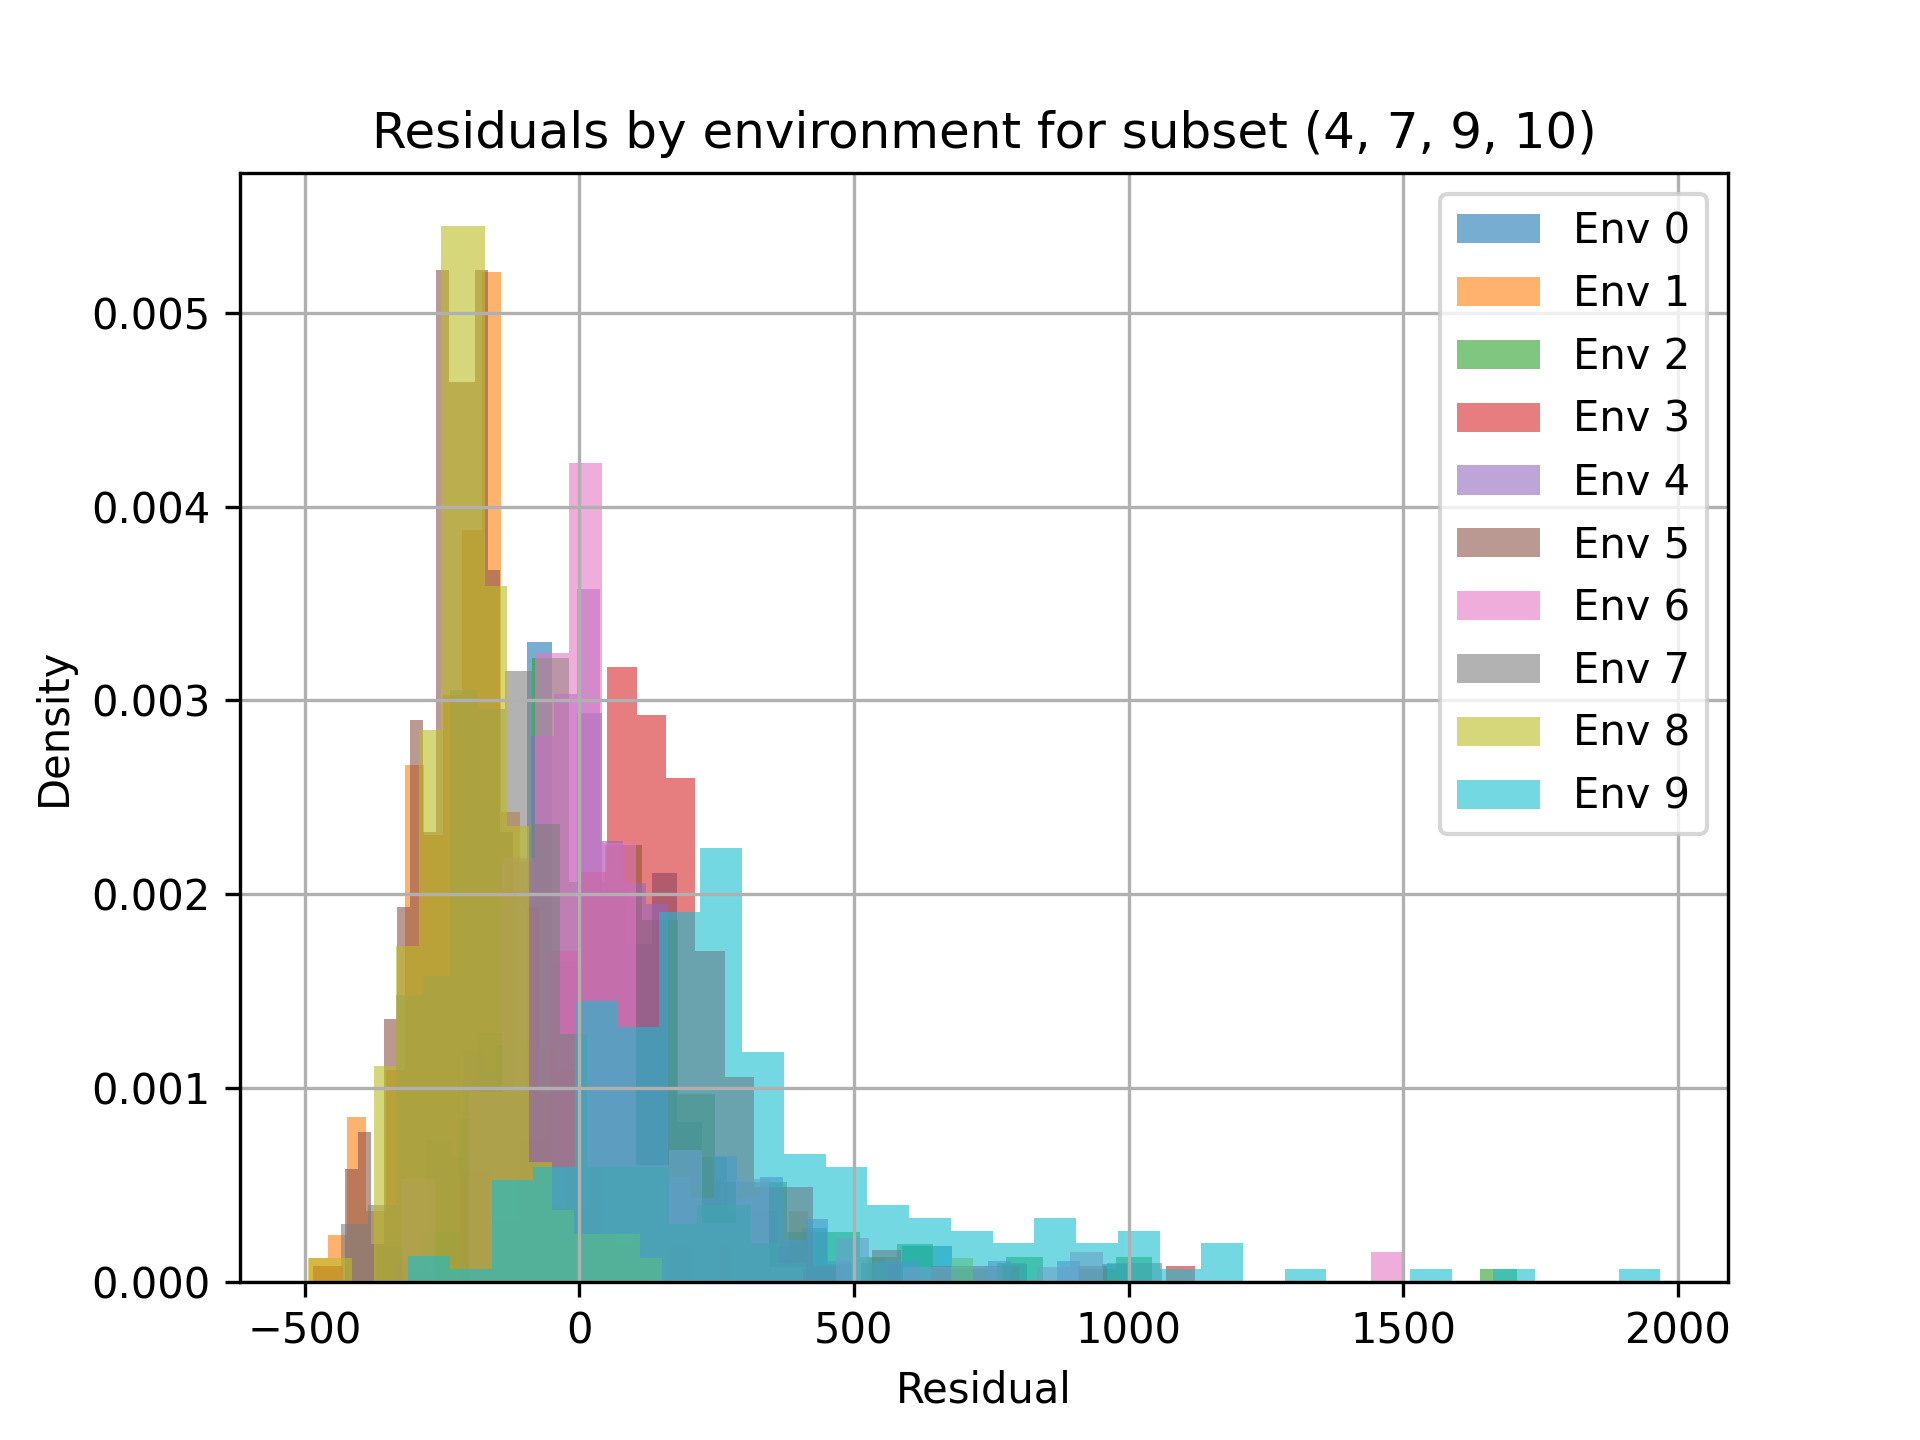 Residuals by environment for subset (4, 7, 9, 10)
Env 0
Env 1
Env 2
Env 3
Env 4
Env 5
Env 6
Env 7
Env 8
Env 9
Density
0.005
0.004
0.003
0.002
0.001
0.000
−500
0
500
1000
1500
2000
Residual